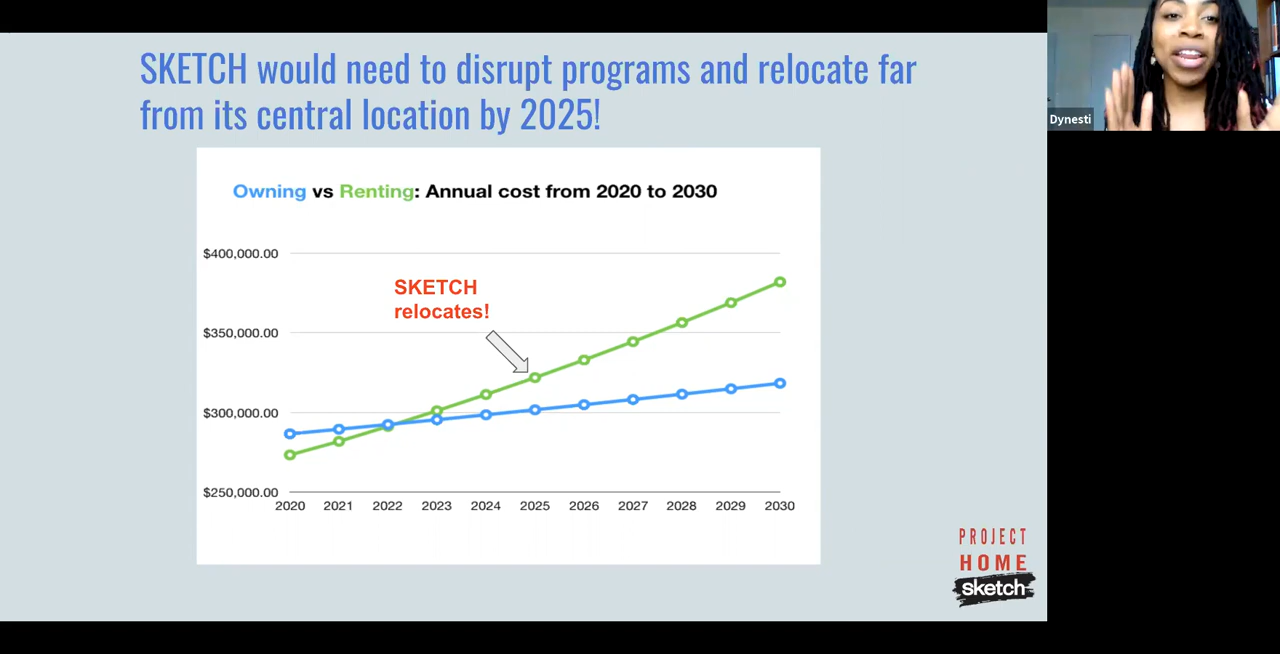 SKETCH would need to disrupt programs and relocate far
from its central location by 2025!
Dynesti
Owning vs Renting: Annual cost from 2020 to 2030
$400,000.00
SKETCH
relocates!
$350,000.00
$300,000.00
$250,000.00
2020 2021 2022 2023 2024 2025 2026 2027 2028 2029 2030
PROJECT
HOME
sketch